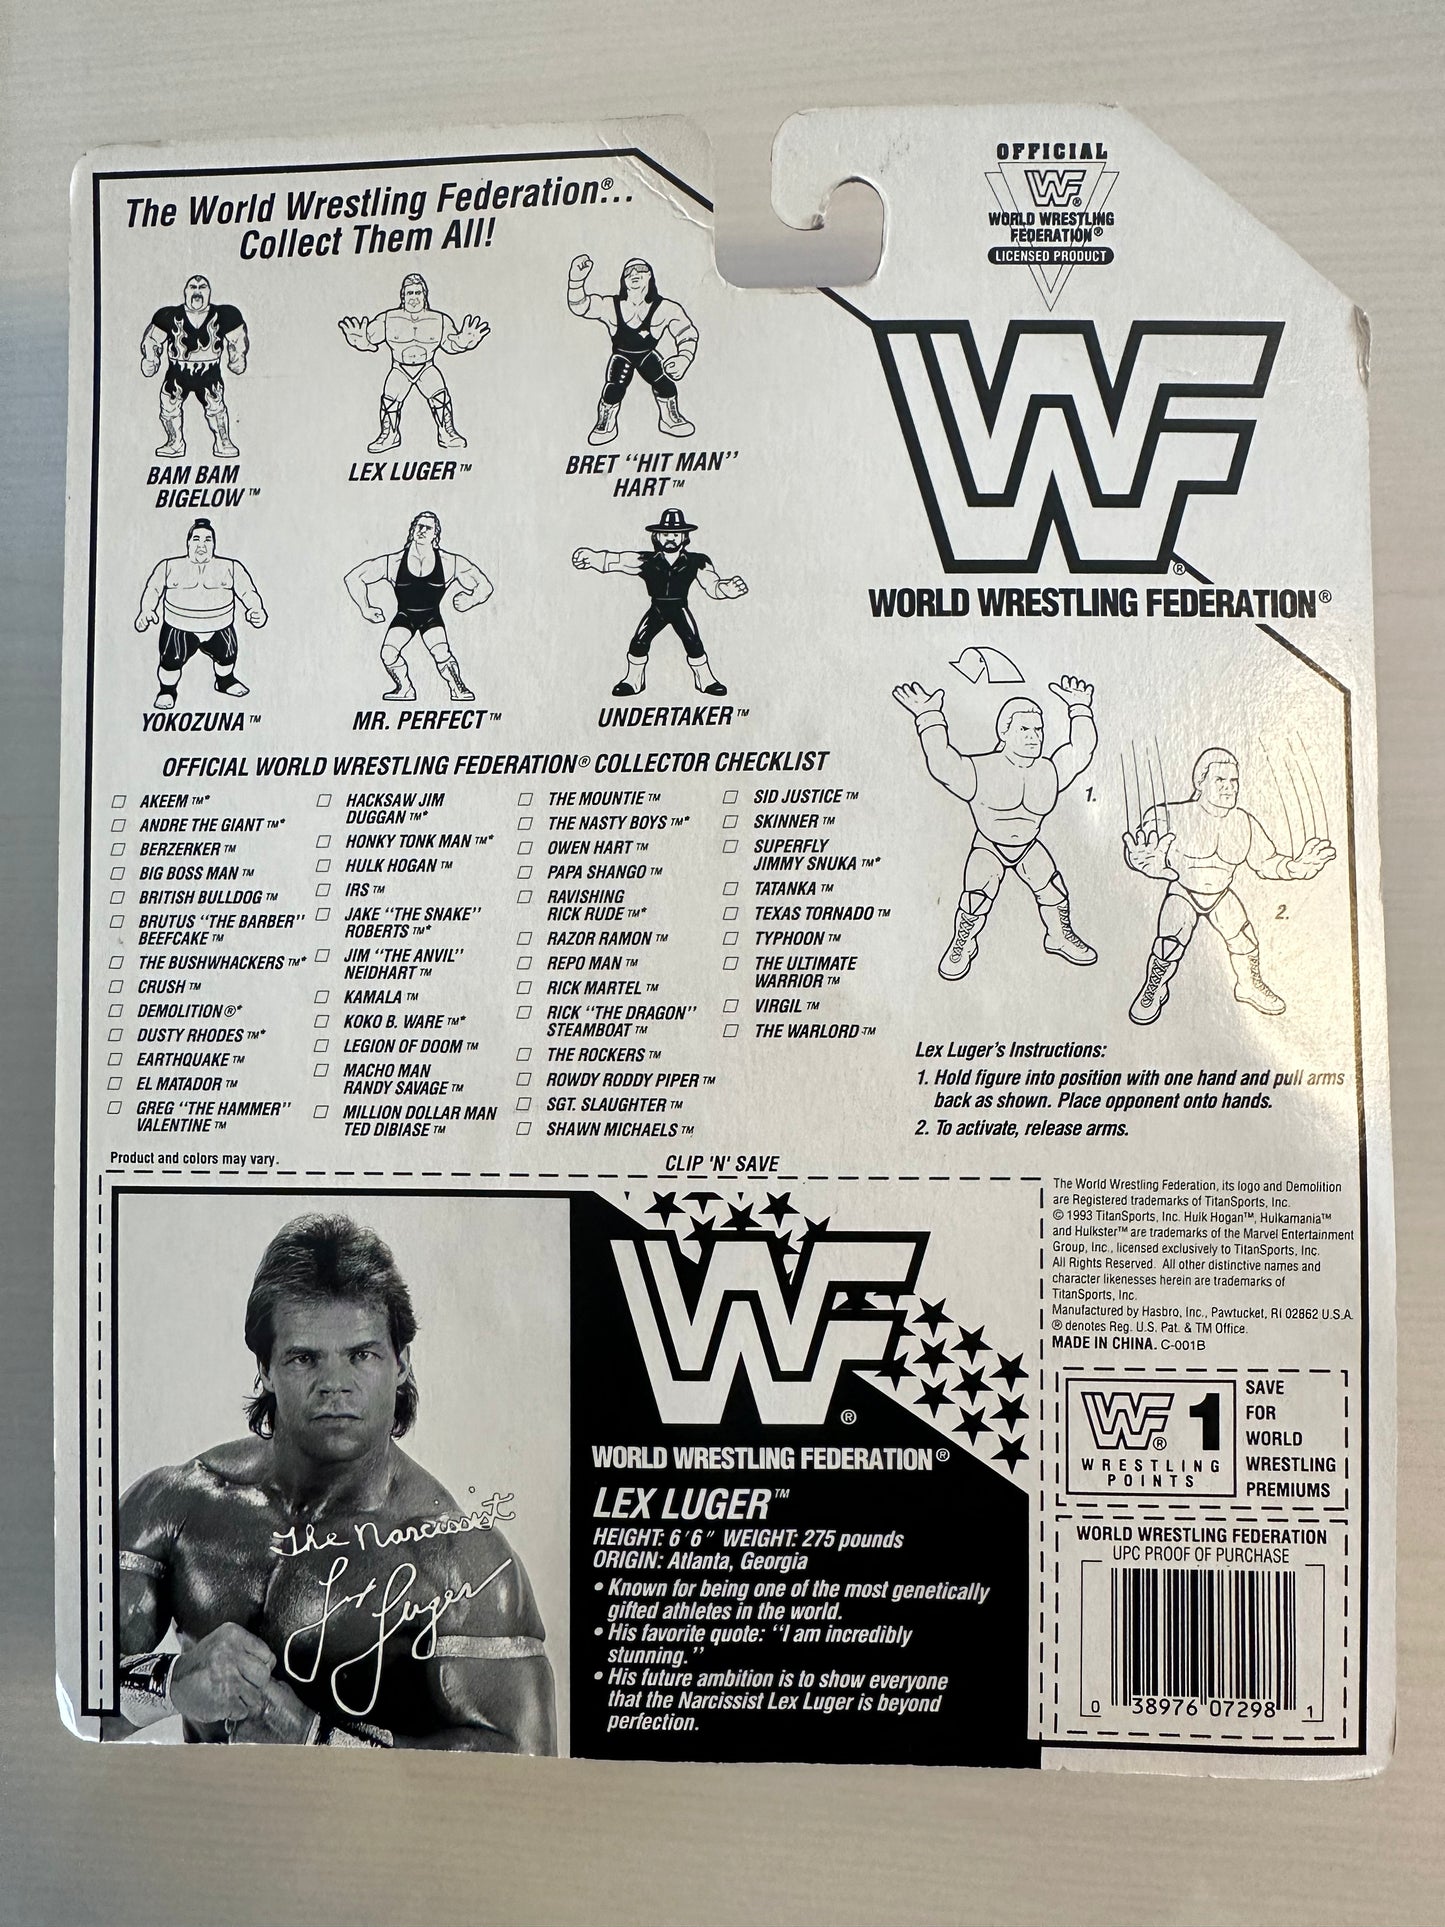 The World Wrestling Federation®...
Collect Them All!
BAM BAM
BIGELOW™
LEX LUGER™
BRET "HIT MAN"
HART™
YOKOZUNA™
MR. PERFECT™
UNDERTAKER™
OFFICIAL
WF®
WORLD WRESTLING
FEDERATION®
LICENSED PRODUCT
WF®
WORLD WRESTLING FEDERATION®
1.
2.
Lex Luger's Instructions:
1. Hold figure into position with one hand and pull arms
back as shown. Place opponent onto hands.
2. To activate, release arms.
OFFICIAL WORLD WRESTLING FEDERATION® COLLECTOR CHECKLIST
AKEEM™*
ANDRE THE GIANT™*
BERZERKER™
BIG BOSS MAN™
BRITISH BULLDOG™
BRUTUS "THE BARBER"
BEEFCAKE™
THE BUSHWHACKERS™*
CRUSH™
DEMOLITION®*
DUSTY RHODES™*
EARTHQUAKE™
EL MATADOR™
GREG "THE HAMMER"
VALENTINE™
HACKSAW JIM
DUGGAN™*
HONKY TONK MAN™*
HULK HOGAN™
IRS™
JAKE "THE SNAKE"
ROBERTS™*
JIM "THE ANVIL"
NEIDHART™
KAMALA™
KOKO B. WARE™*
LEGION OF DOOM™
MACHO MAN
RANDY SAVAGE™
MILLION DOLLAR MAN
TED DIBIASE™
THE MOUNTIE™
THE NASTY BOYS™*
OWEN HART™
PAPA SHANGO™
RAVISHING
RICK RUDE™*
RAZOR RAMON™
REPO MAN™
RICK MARTEL™
RICK "THE DRAGON"
STEAMBOAT™
THE ROCKERS™
ROWDY RODDY PIPER™
SGT. SLAUGHTER™
SHAWN MICHAELS™
SID JUSTICE™
SKINNER™
SUPERFLY
JIMMY SNUKA™*
TATANKA™
TEXAS TORNADO™
TYPHOON™
THE ULTIMATE
WARRIOR™
VIRGIL™
THE WARLORD™
Product and colors may vary.
CLIP 'N' SAVE
The Narcissist
Lex Luger
WF®
WORLD WRESTLING FEDERATION®
LEX LUGER™
HEIGHT: 6'6" WEIGHT: 275 pounds
ORIGIN: Atlanta, Georgia
• Known for being one of the most genetically
gifted athletes in the world.
• His favorite quote: "I am incredibly
stunning."
• His future ambition is to show everyone
that the Narcissist Lex Luger is beyond
perfection.
The World Wrestling Federation, its logo and Demolition
are Registered trademarks of TitanSports, Inc.
© 1993 TitanSports, Inc. Hulk Hogan™, Hulkamania™
and Hulkster™ are trademarks of the Marvel Entertainment
Group, Inc., licensed exclusively to TitanSports, Inc.
All Rights Reserved. All other distinctive names and
character likenesses herein are trademarks of
TitanSports, Inc.
Manufactured by Hasbro, Inc., Pawtucket, RI 02862 U.S.A.
® denotes Reg. U.S. Pat. & TM Office.
MADE IN CHINA. C-001B
WF® 1
WRESTLING
POINTS
SAVE
FOR
WORLD
WRESTLING
PREMIUMS
WORLD WRESTLING FEDERATION
UPC PROOF OF PURCHASE
0 38976 07298 1